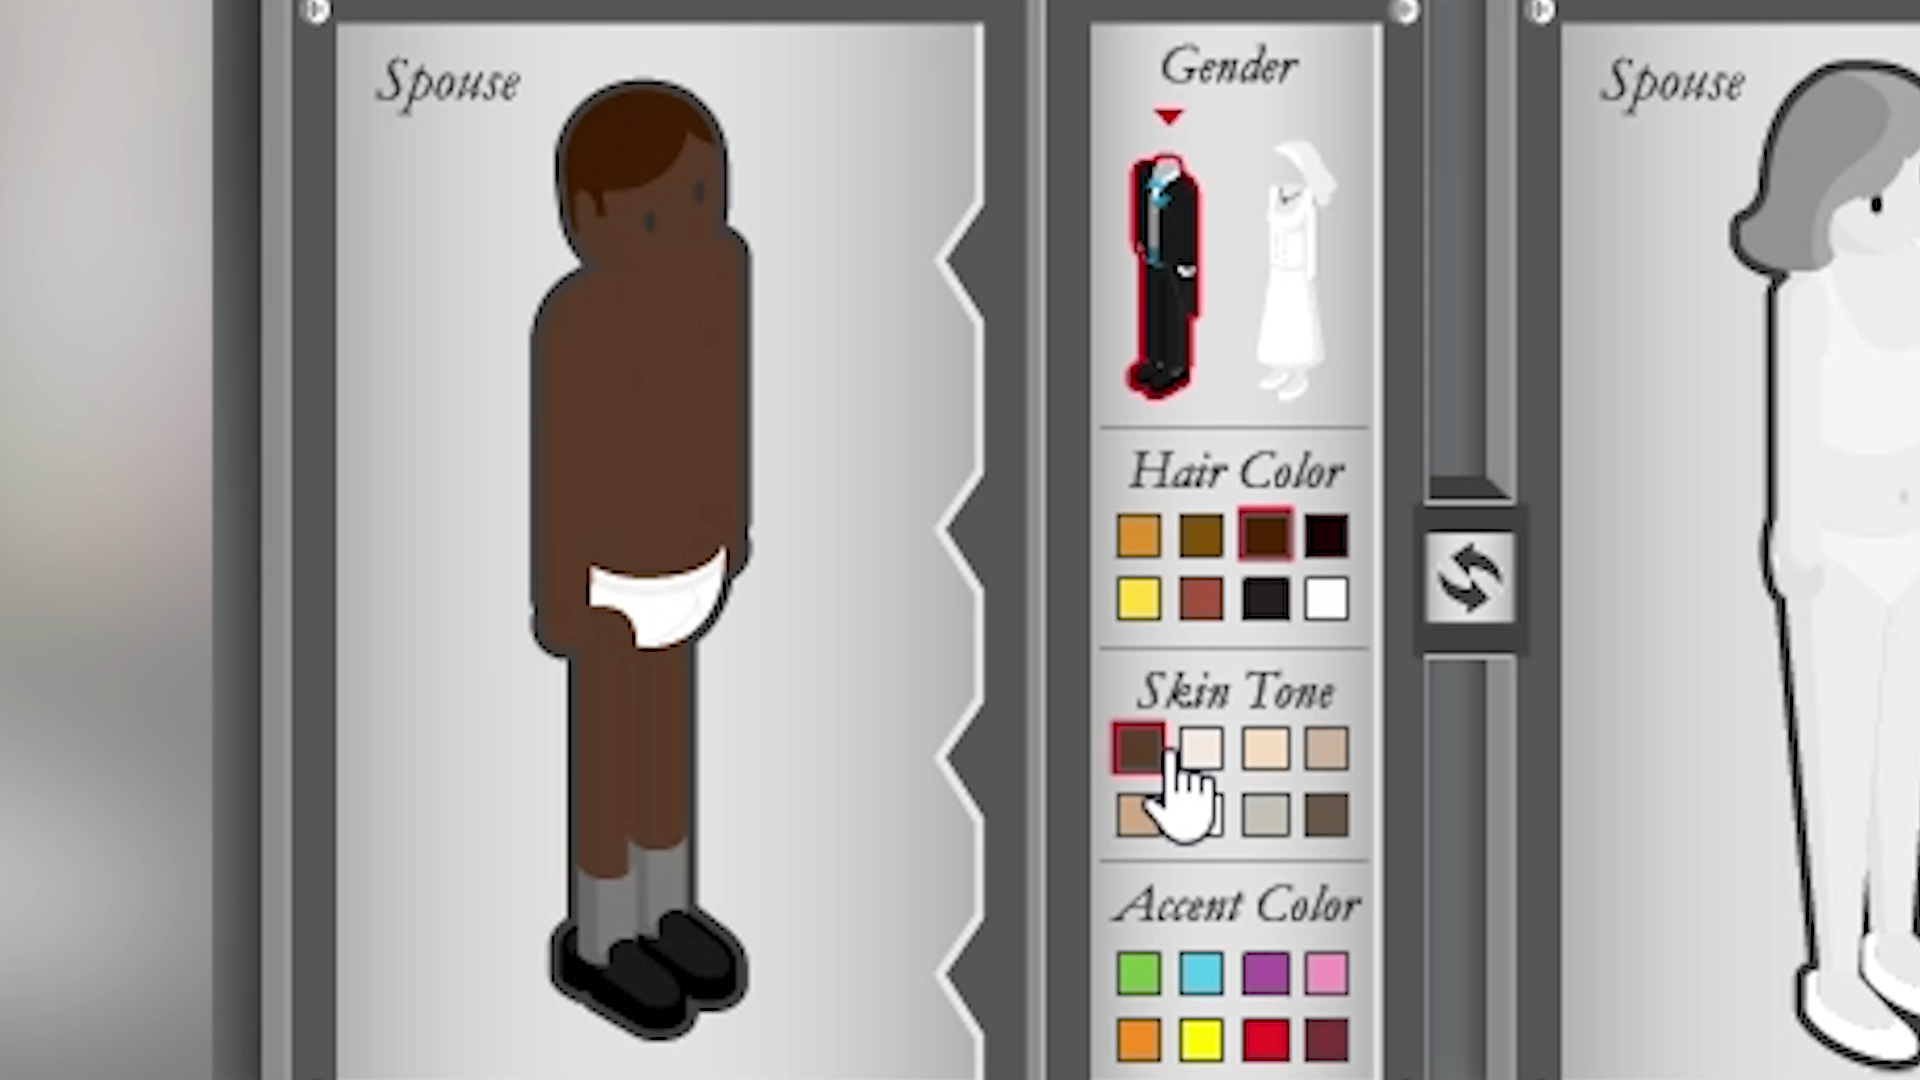 Spouse
Gender
Hair Color
Skin Tone
Accent Color
Spouse